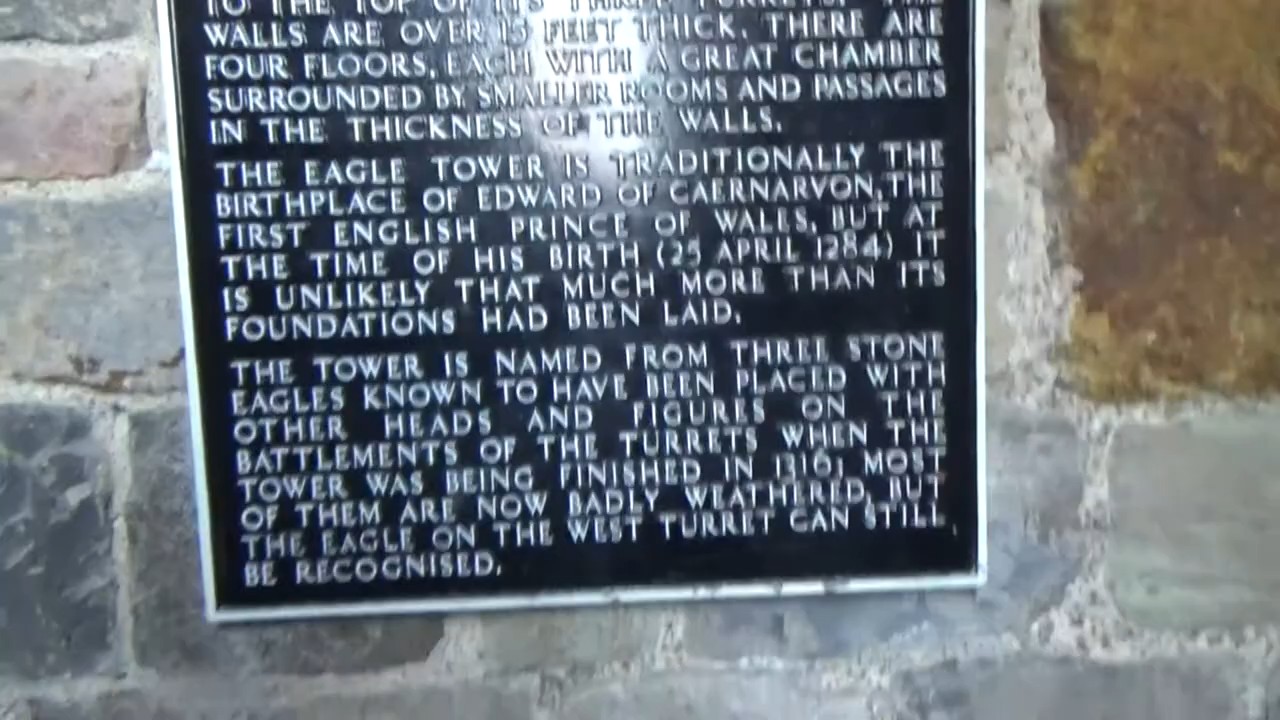 TO THE TOP OF ITS THREE TURRETS. THE
WALLS ARE OVER 15 FEET THICK. THERE ARE
FOUR FLOORS, EACH WITH A GREAT CHAMBER
SURROUNDED BY SMALLER ROOMS AND PASSAGES
IN THE THICKNESS OF THE WALLS.
THE EAGLE TOWER IS TRADITIONALLY THE
BIRTHPLACE OF EDWARD OF CAERNARVON, THE
FIRST ENGLISH PRINCE OF WALES, BUT AT
THE TIME OF HIS BIRTH (25 APRIL 1284) IT
IS UNLIKELY THAT MUCH MORE THAN ITS
FOUNDATIONS HAD BEEN LAID.
THE TOWER IS NAMED FROM THREE STONE
EAGLES KNOWN TO HAVE BEEN PLACED WITH
OTHER HEADS AND FIGURES ON THE
BATTLEMENTS OF THE TURRETS WHEN THE
TOWER WAS BEING FINISHED IN 1316; MOST
OF THEM ARE NOW BADLY WEATHERED, BUT
THE EAGLE ON THE WEST TURRET CAN STILL
BE RECOGNISED.